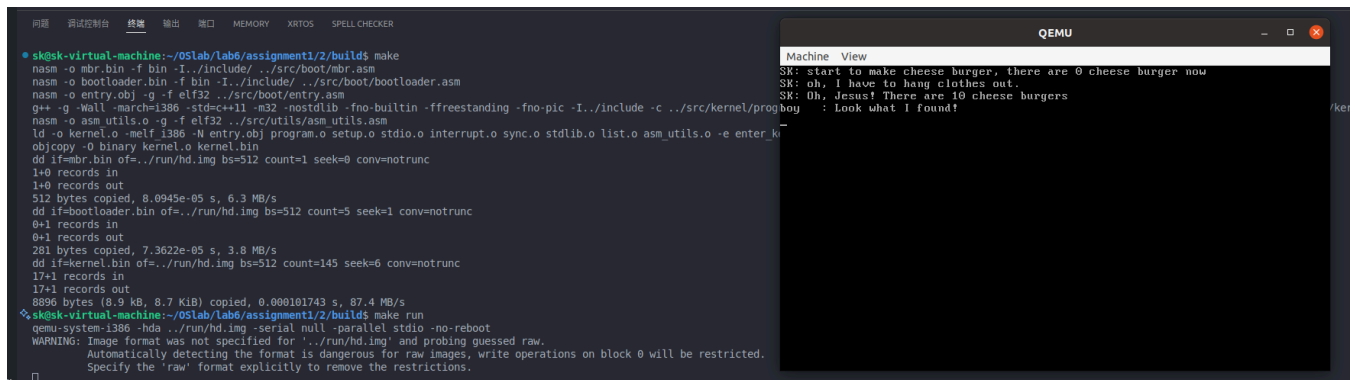 问题 调试控制台 终端 输出 端口 MEMORY XRTOS SPELL CHECKER
sk@sk-virtual-machine:~/OSlab/lab6/assignment1/2/build$ make
nasm -o mbr.bin -f bin -I../include/ ../src/boot/mbr.asm
nasm -o bootloader.bin -f bin -I../include/ ../src/boot/bootloader.asm
nasm -o entry.obj -g -f elf32 ../src/boot/entry.asm
g++ -g -Wall -march=i386 -std=c++11 -m32 -nostdlib -fno-builtin -ffreestanding -fno-pic -I../include -c ../src/kernel/prog
/ker
nasm -o asm_utils.o -g -f elf32 ../src/utils/asm_utils.asm
ld -o kernel.o -melf_i386 -N entry.obj program.o setup.o stdio.o interrupt.o sync.o stdlib.o list.o asm_utils.o -e enter_k
objcopy -O binary kernel.o kernel.bin
dd if=mbr.bin of=../run/hd.img bs=512 count=1 seek=0 conv=notrunc
1+0 records in
1+0 records out
512 bytes copied, 8.0945e-05 s, 6.3 MB/s
dd if=bootloader.bin of=../run/hd.img bs=512 count=5 seek=1 conv=notrunc
0+1 records in
0+1 records out
281 bytes copied, 7.3622e-05 s, 3.8 MB/s
dd if=kernel.bin of=../run/hd.img bs=512 count=145 seek=6 conv=notrunc
17+1 records in
17+1 records out
8896 bytes (8.9 kB, 8.7 KiB) copied, 0.000101743 s, 87.4 MB/s
sk@sk-virtual-machine:~/OSlab/lab6/assignment1/2/build$ make run
qemu-system-i386 -hda ../run/hd.img -serial null -parallel stdio -no-reboot
WARNING: Image format was not specified for '../run/hd.img' and probing guessed raw.
Automatically detecting the format is dangerous for raw images, write operations on block 0 will be restricted.
Specify the 'raw' format explicitly to remove the restrictions.
QEMU
Machine View
SK: start to make cheese burger, there are 0 cheese burger now
SK: oh, I have to hang clothes out.
SK: Oh, Jesus! There are 10 cheese burgers
boy : Look what I found!